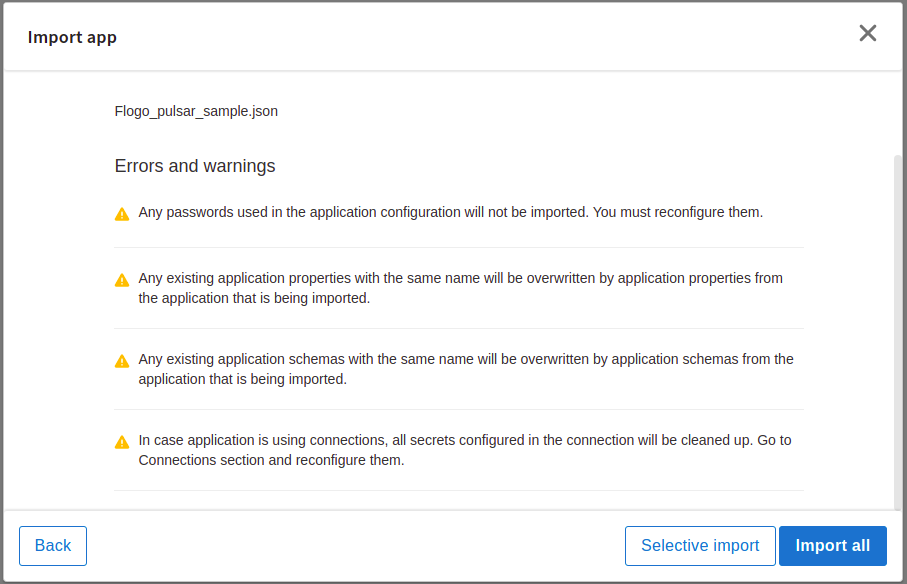 Import app
Flogo_pulsar_sample.json
Errors and warnings
Any passwords used in the application configuration will not be imported. You must reconfigure them.
Any existing application properties with the same name will be overwritten by application properties from
the application that is being imported.
Any existing application schemas with the same name will be overwritten by application schemas from the
application that is being imported.
In case application is using connections, all secrets configured in the connection will be cleaned up. Go to
Connections section and reconfigure them.
Back
Selective import
Import all